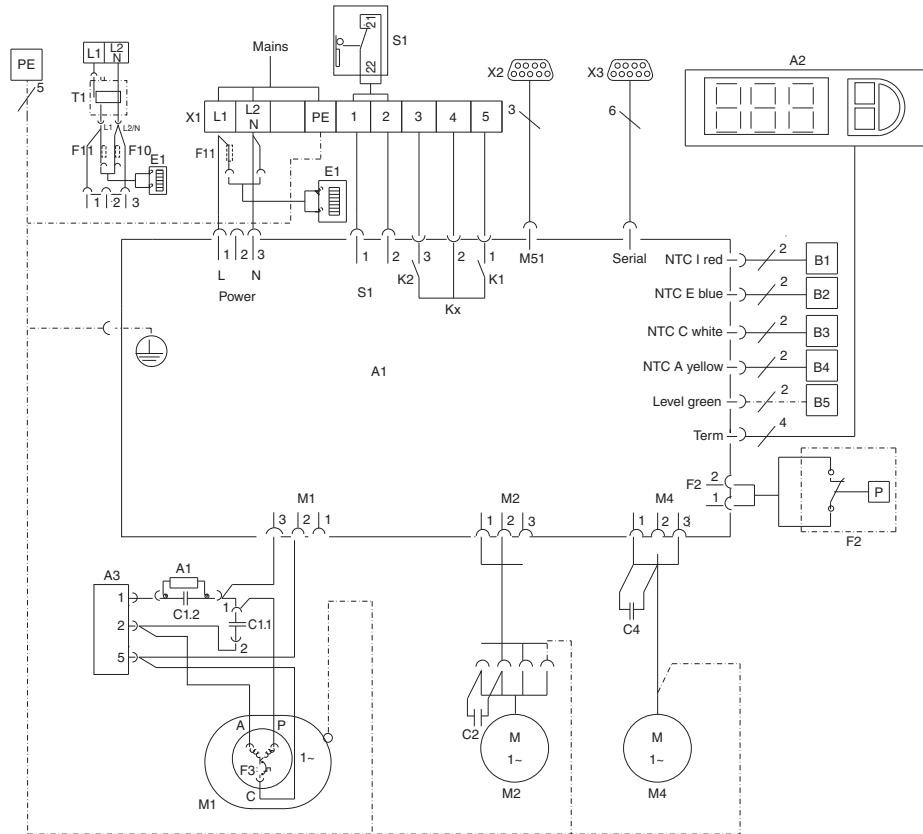 PE
5
L1 L2
N
T1
L1 L2/N
F11 F10
E1
1 2 3
Mains
X1 L1 L2
N
PE 1 2 3 4 5
F11
E1
21
22
S1
X2
3
X3
6
A2
1 2 3
L N
Power
1 2
S1
3 2 1
K2 K1
Kx
M51
Serial
A1
NTC I red 2 B1
NTC E blue 2 B2
NTC C white 2 B3
NTC A yellow 2 B4
Level green 2 B5
Term 4
F2 2
1
P
F2
M1
3 2 1
M2
1 2 3
M4
1 2 3
A3
1
2
5
A1
C1.2
1
C1.1
2
A P
F3
C
1~
M1
C2
M
1~
M2
C4
M
1~
M4